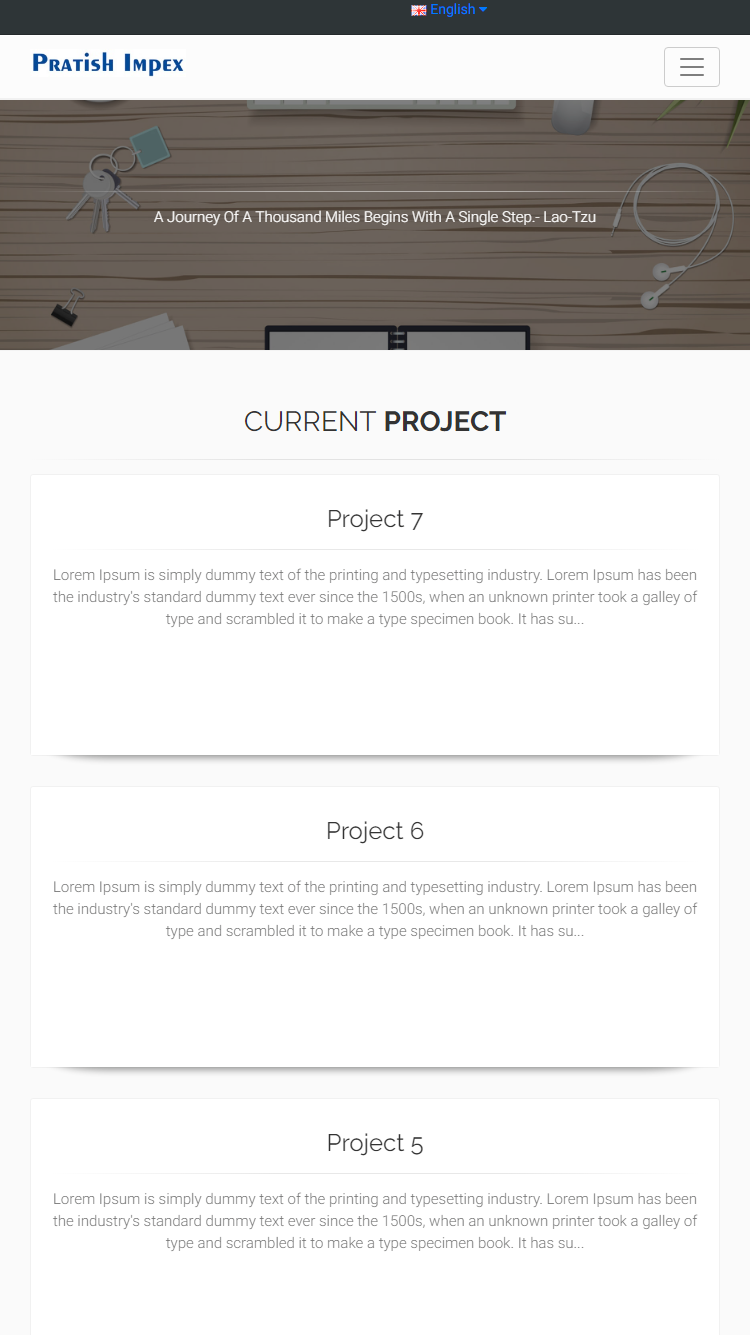 English
Pratish Impex
A Journey Of A Thousand Miles Begins With A Single Step.- Lao-Tzu
CURRENT PROJECT
Project 7
Lorem Ipsum is simply dummy text of the printing and typesetting industry. Lorem Ipsum has been
the industry's standard dummy text ever since the 1500s, when an unknown printer took a galley of
type and scrambled it to make a type specimen book. It has su...
Project 6
Lorem Ipsum is simply dummy text of the printing and typesetting industry. Lorem Ipsum has been
the industry's standard dummy text ever since the 1500s, when an unknown printer took a galley of
type and scrambled it to make a type specimen book. It has su...
Project 5
Lorem Ipsum is simply dummy text of the printing and typesetting industry. Lorem Ipsum has been
the industry's standard dummy text ever since the 1500s, when an unknown printer took a galley of
type and scrambled it to make a type specimen book. It has su...